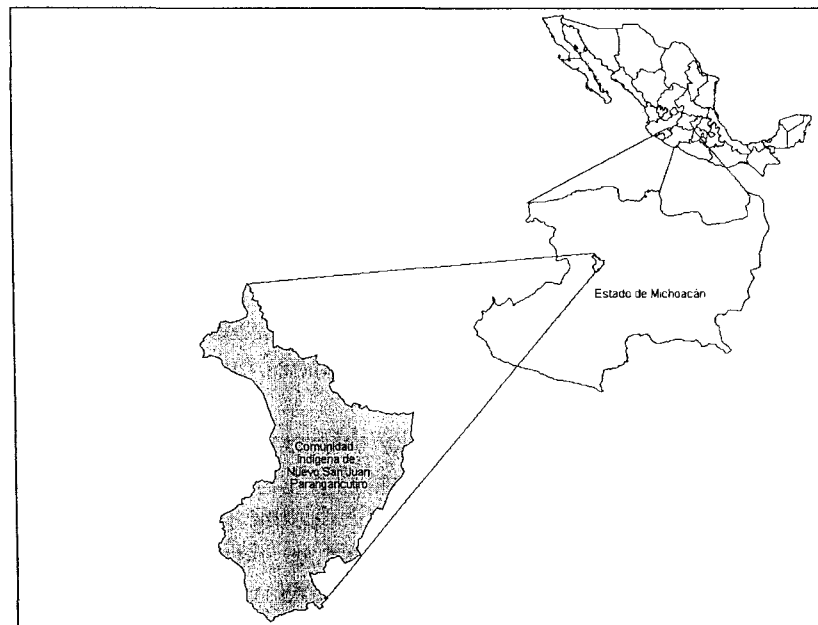 Estado de Michoacán
Comunidad
Indígena de
Nuevo San Juan
Parangaricutiro